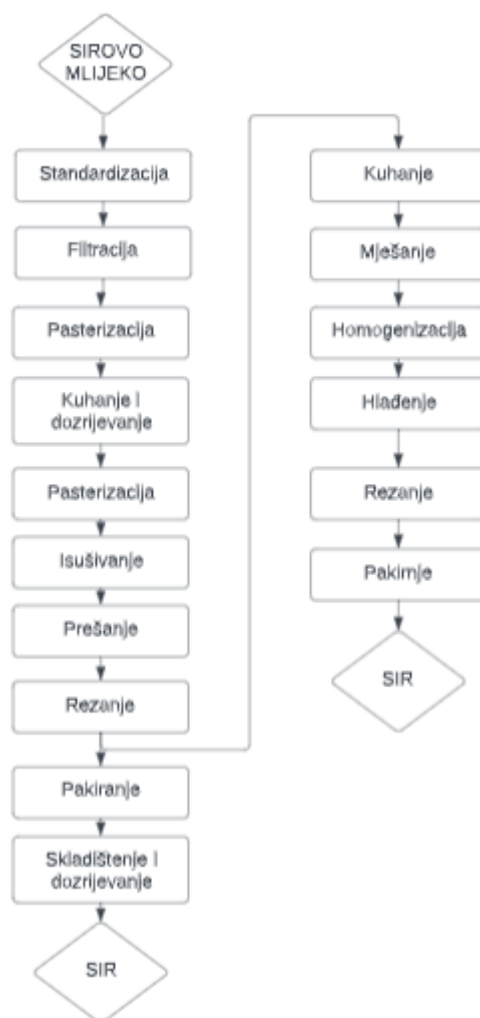 SIROVO
MLIJEKO
Standardizacija
Filtracija
Pasterizacija
Kuhanje i
dozrijevanje
Pasterizacija
Isušivanje
Prešanje
Rezanje
Pakiranje
Skladištenje i
dozrijevanje
SIR
Kuhanje
Mješanje
Homogenizacija
Hlađenje
Rezanje
Pakirnje
SIR